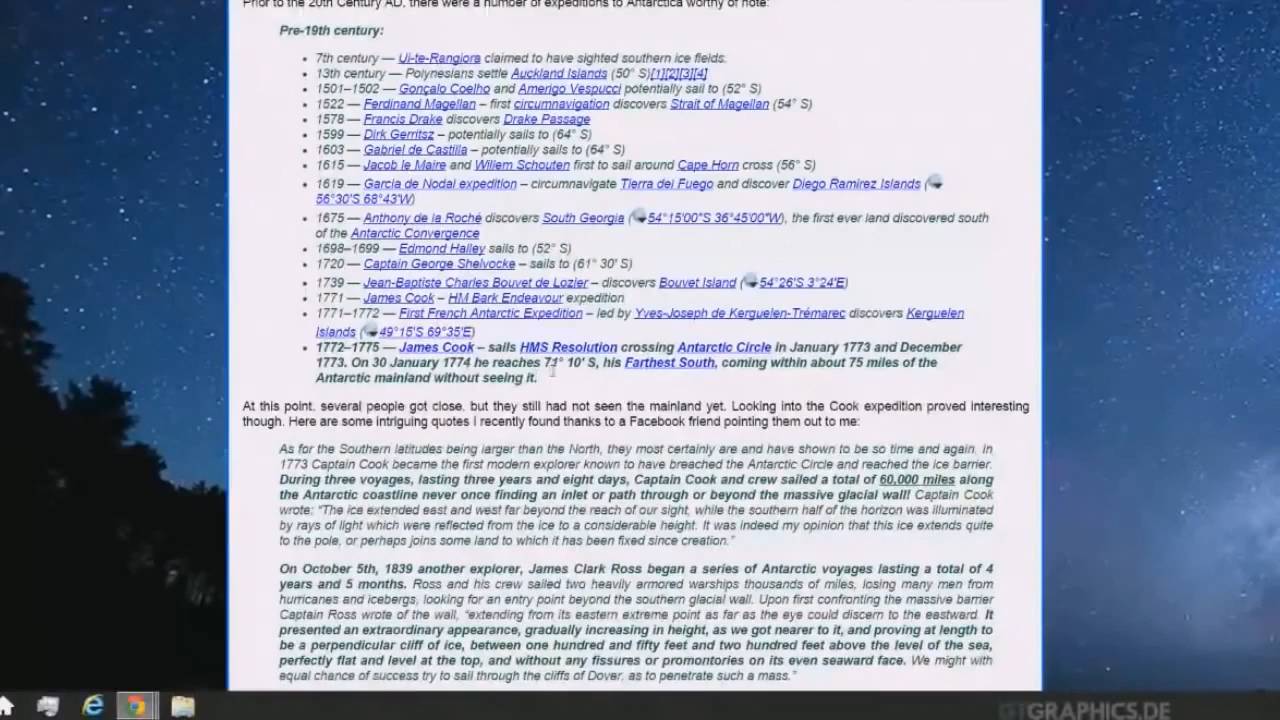 Prior to the 20th Century AD, there were a number of expeditions to Antarctica worthy of note:
Pre-19th century:
• 7th century — Ui-te-Rangiora claimed to have sighted southern ice fields.
• 13th century — Polynesians settle Auckland Islands (50° S)[1][2][3][4]
• 1501–1502 — Gonçalo Coelho and Amerigo Vespucci potentially sail to (52° S)
• 1522 — Ferdinand Magellan – first circumnavigation discovers Strait of Magellan (54° S)
• 1578 — Francis Drake discovers Drake Passage
• 1599 — Dirk Gerritsz – potentially sails to (64° S)
• 1603 — Gabriel de Castilla – potentially sails to (64° S)
• 1615 — Jacob le Maire and Willem Schouten first to sail around Cape Horn cross (56° S)
• 1619 — Garcia de Nodal expedition – circumnavigate Tierra del Fuego and discover Diego Ramírez Islands (
56°30'S 68°43'W)
• 1675 — Anthony de la Roché discovers South Georgia (54°15'00"S 36°45'00"W), the first ever land discovered south
of the Antarctic Convergence
• 1698–1699 — Edmond Halley sails to (52° S)
• 1720 — Captain George Shelvocke – sails to (61° 30' S)
• 1739 — Jean-Baptiste Charles Bouvet de Lozier – discovers Bouvet Island (54°26'S 3°24'E)
• 1771 — James Cook – HM Bark Endeavour expedition
• 1771–1772 — First French Antarctic Expedition – led by Yves-Joseph de Kerguelen-Trémarec discovers Kerguelen
Islands (49°15'S 69°35'E)
• 1772–1775 — James Cook – sails HMS Resolution crossing Antarctic Circle in January 1773 and December
1773. On 30 January 1774 he reaches 71° 10' S, his Farthest South, coming within about 75 miles of the
Antarctic mainland without seeing it.
At this point, several people got close, but they still had not seen the mainland yet. Looking into the Cook expedition proved interesting
though. Here are some intriguing quotes I recently found thanks to a Facebook friend pointing them out to me:
As for the Southern latitudes being larger than the North, they most certainly are and have shown to be so time and again. In
1773 Captain Cook became the first modern explorer known to have breached the Antarctic Circle and reached the ice barrier.
During three voyages, lasting three years and eight days, Captain Cook and crew sailed a total of 60,000 miles along
the Antarctic coastline never once finding an inlet or path through or beyond the massive glacial wall! Captain Cook
wrote: “The ice extended east and west far beyond the reach of our sight, while the southern half of the horizon was illuminated
by rays of light which were reflected from the ice to a considerable height. It was indeed my opinion that this ice extends quite
to the pole, or perhaps joins some land to which it has been fixed since creation.”
On October 5th, 1839 another explorer, James Clark Ross began a series of Antarctic voyages lasting a total of 4
years and 5 months. Ross and his crew sailed two heavily armored warships thousands of miles, losing many men from
hurricanes and icebergs, looking for an entry point beyond the southern glacial wall. Upon first confronting the massive barrier
Captain Ross wrote of the wall, “extending from its eastern extreme point as far as the eye could discern to the eastward. It
presented an extraordinary appearance, gradually increasing in height, as we got nearer to it, and proving at length to
be a perpendicular cliff of ice, between one hundred and fifty feet and two hundred feet above the level of the sea,
perfectly flat and level at the top, and without any fissures or promontories on its even seaward face. We might with
equal chance of success try to sail through the cliffs of Dover, as to penetrate such a mass.”
GTGRAPHICS.DE